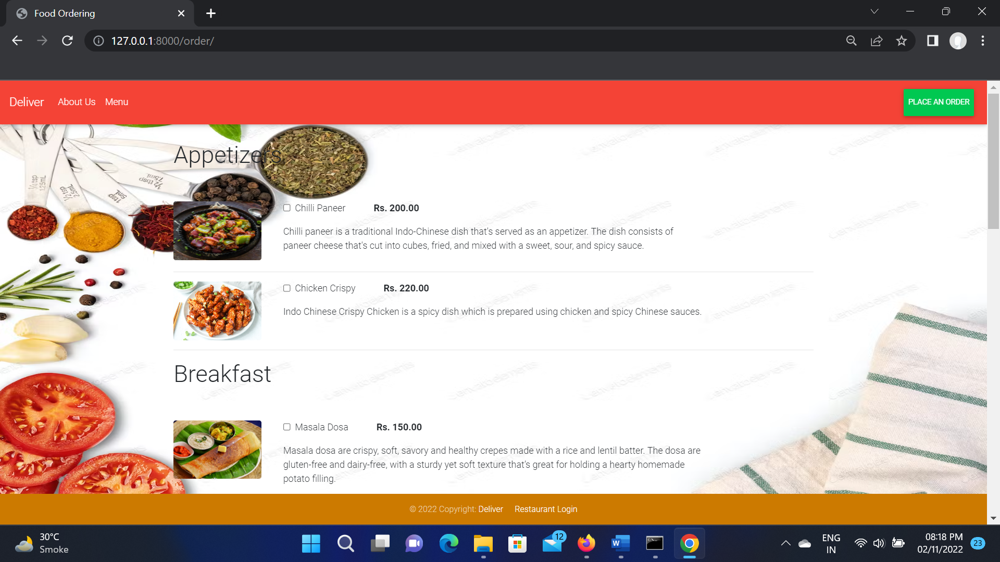 Food Ordering
127.0.0.1:8000/order/
Deliver About Us Menu PLACE AN ORDER
Appetizers
1/4 tsp 1.25mL
1/2 tsp 2.5mL
1tsp 5mL
1/2 tbsp 7.5mL
Chilli Paneer Rs. 200.00
Chilli paneer is a traditional Indo-Chinese dish that's served as an appetizer. The dish consists of
paneer cheese that's cut into cubes, fried, and mixed with a sweet, sour, and spicy sauce.
Chicken Crispy Rs. 220.00
Indo Chinese Crispy Chicken is a spicy dish which is prepared using chicken and spicy Chinese sauces.
Breakfast
Masala Dosa Rs. 150.00
Masala dosa are crispy, soft, savory and healthy crepes made with a rice and lentil batter. The dosa are
gluten-free and dairy-free, with a sturdy yet soft texture that's great for holding a hearty homemade
potato filling.
© 2022 Copyright: Deliver Restaurant Login
30°C
Smoke
12
ENG
IN
08:18 PM
02/11/2022
23